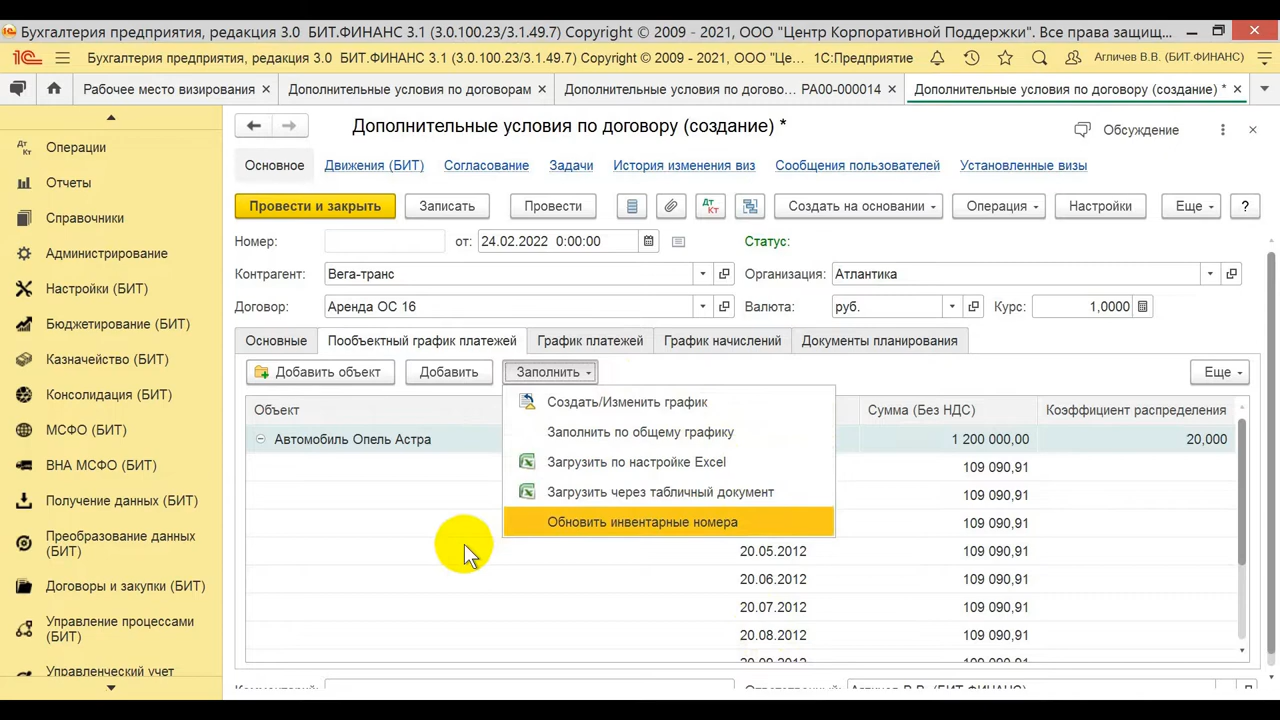 Бухгалтерия предприятия, редакция 3.0 БИТ.ФИНАНС 3.1 (3.0.100.23/3.1.49.7) Copyright © 2009 - 2021, ООО "Центр Корпоративной Поддержки". Все права защищ...
1С Бухгалтерия предприятия, редакция 3.0 БИТ.ФИНАНС 3.1 (3.0.100.23/3.1.49.7) Copyright © 2009 - 2021, ООО "Це... 1С:Предприятие Агличев В.В. (БИТ.ФИНАНС)
Рабочее место визирования Дополнительные условия по договорам Дополнительные условия по догово... РА00-000014 Дополнительные условия по договору (создание) *
Операции
Отчеты
Справочники
Администрирование
Настройки (БИТ)
Бюджетирование (БИТ)
Казначейство (БИТ)
Консолидация (БИТ)
МСФО (БИТ)
ВНА МСФО (БИТ)
Получение данных (БИТ)
Преобразование данных
(БИТ)
Договоры и закупки (БИТ)
Управление процессами
(БИТ)
Управленческий учет
Дополнительные условия по договору (создание) * Обсуждение
Основное Движения (БИТ) Согласование Задачи История изменения виз Сообщения пользователей Установленные визы
Провести и закрыть Записать Провести Дт Кт Создать на основании Операция Настройки Еще ?
Номер: от: 24.02.2022 0:00:00 Статус:
Контрагент: Вега-транс Организация: Атлантика
Договор: Аренда ОС 16 Валюта: руб. Курс: 1,0000
Основные Пообъектный график платежей График платежей График начислений Документы планирования
Добавить объект Добавить Заполнить Еще
Объект Сумма (Без НДС) Коэффициент распределения
Автомобиль Опель Астра 1 200 000,00 20,000
Создать/Изменить график
Заполнить по общему графику
Загрузить по настройке Excel
Загрузить через табличный документ
Обновить инвентарные номера
109 090,91
109 090,91
109 090,91
20.05.2012 109 090,91
20.06.2012 109 090,91
20.07.2012 109 090,91
20.08.2012 109 090,91
20.09.2012 109 090,91
Комментарий: Ответственный: Агличев В.В. (БИТ.ФИНАНС)